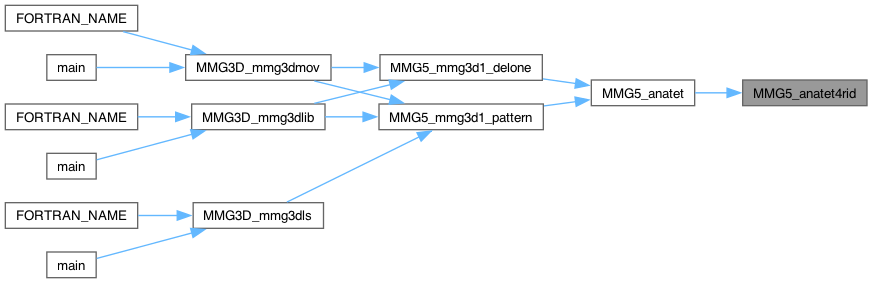 FORTRAN_NAME
main
MMG3D_mmg3dmov
MMG5_mmg3d1_delone
MMG5_anatet
MMG5_anatet4rid
FORTRAN_NAME
MMG3D_mmg3dlib
MMG5_mmg3d1_pattern
main
FORTRAN_NAME
MMG3D_mmg3dls
main